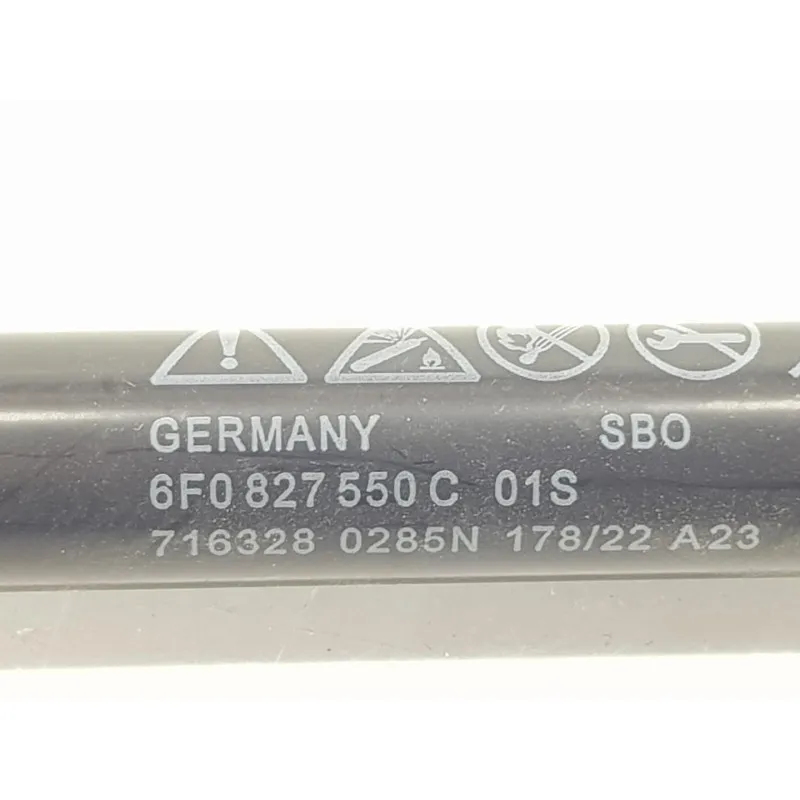 GERMANY SBO
6F0 827 550 C 01S
716328 0285N 178/22 A23